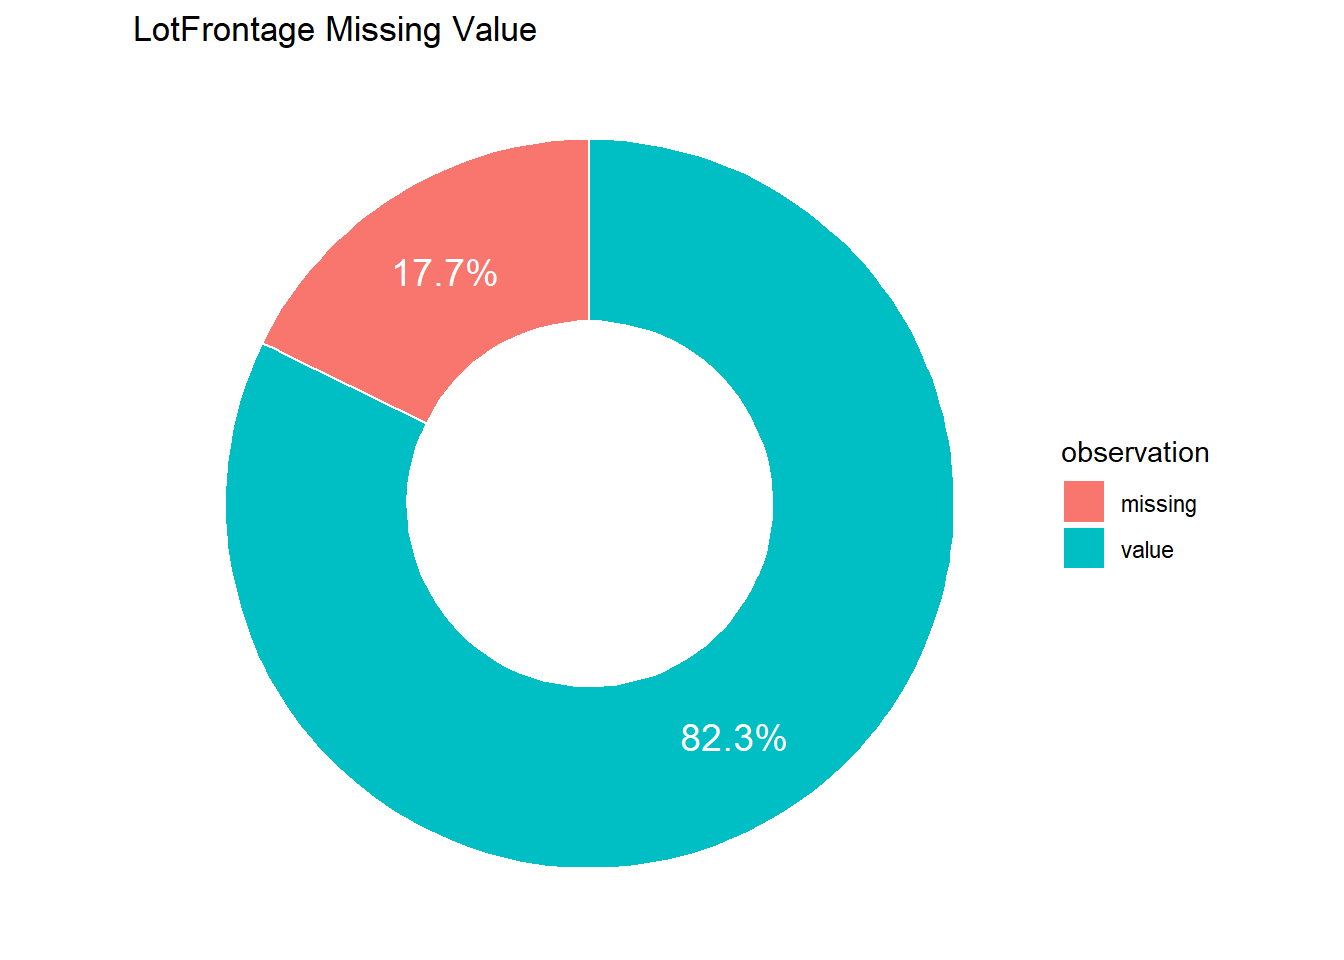 LotFrontage Missing Value
17.7%
82.3%
observation
missing
value